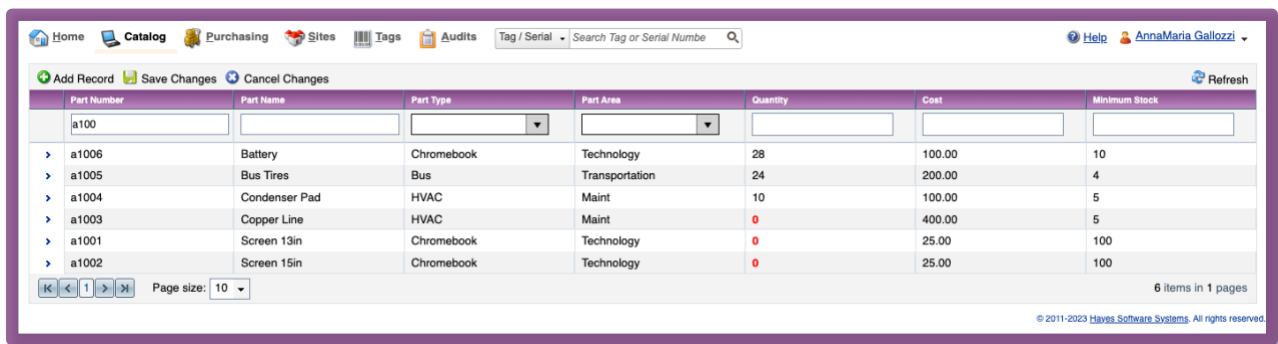 Home Catalog Purchasing Sites Tags Audits Tag / Serial Search Tag or Serial Numbe Help AnnaMaria Gallozzi
Add Record Save Changes Cancel Changes Refresh
Part Number Part Name Part Type Part Area Quantity Cost Minimum Stock
a100
a1006 Battery Chromebook Technology 28 100.00 10
a1005 Bus Tires Bus Transportation 24 200.00 4
a1004 Condenser Pad HVAC Maint 10 100.00 5
a1003 Copper Line HVAC Maint 0 400.00 5
a1001 Screen 13in Chromebook Technology 0 25.00 100
a1002 Screen 15in Chromebook Technology 0 25.00 100
1 Page size: 10 6 items in 1 pages
© 2011-2023 Hayes Software Systems. All rights reserved.